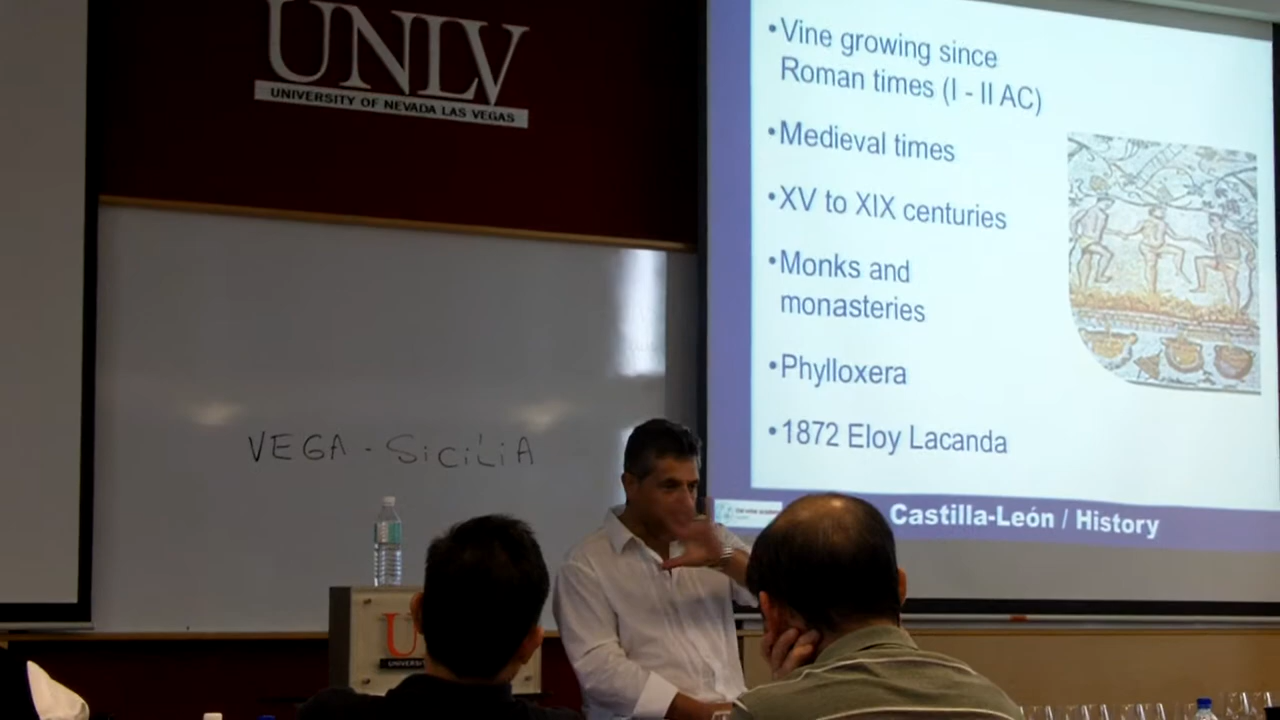 UNLV
UNIVERSITY OF NEVADA LAS VEGAS
•Vine growing since
Roman times (I - II AC)
•Medieval times
•XV to XIX centuries
•Monks and
monasteries
•Phylloxera
•1872 Eloy Lacanda
Castilla-León / History
VEGA - SiCiLiA
U